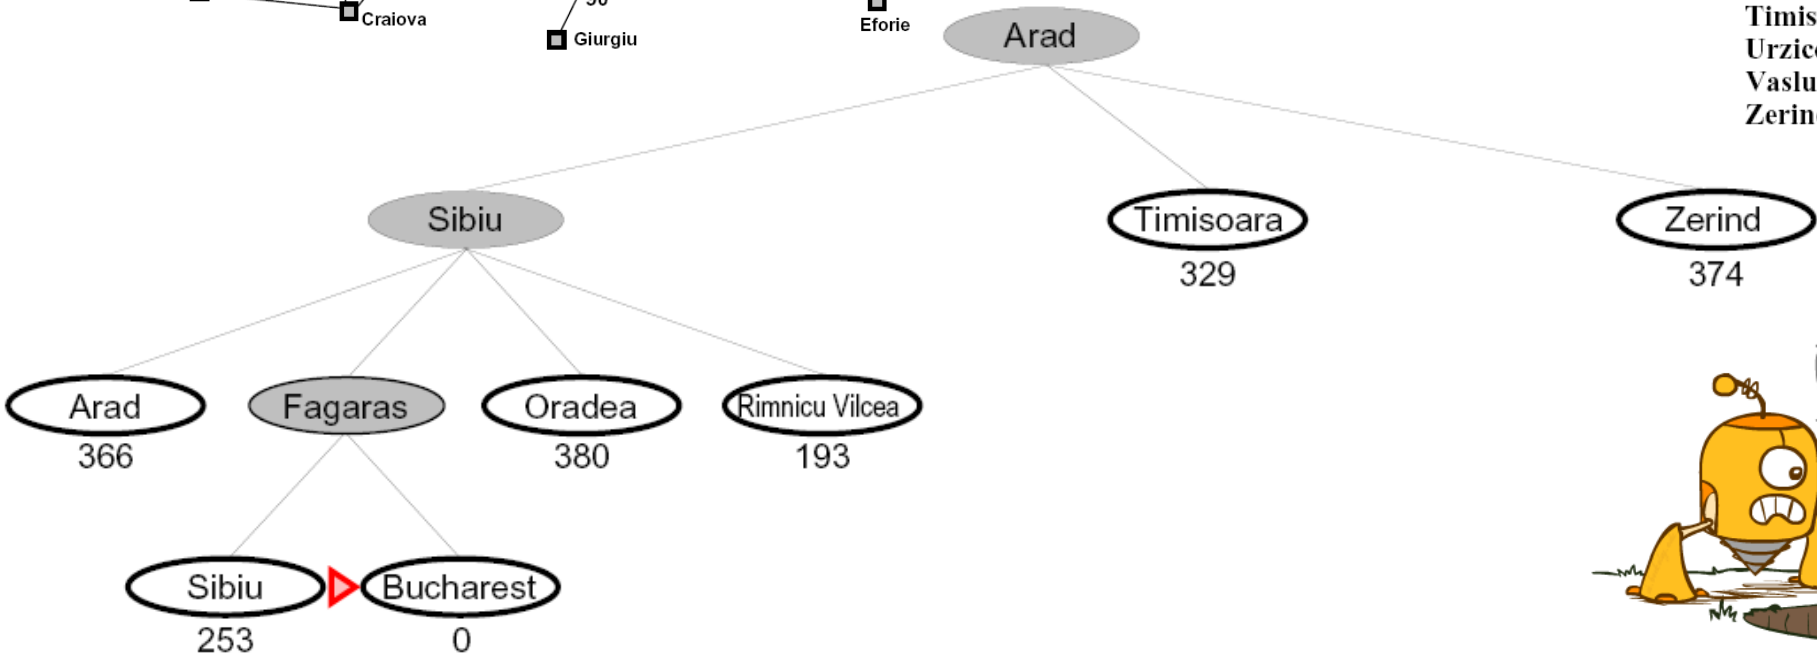 Craiova
Giurgiu
Eforie
Arad
Sibiu
Timisoara
329
Zerind
374
Arad
366
Fagaras
Oradea
380
Rimnicu Vilcea
193
Sibiu
253
Bucharest
0